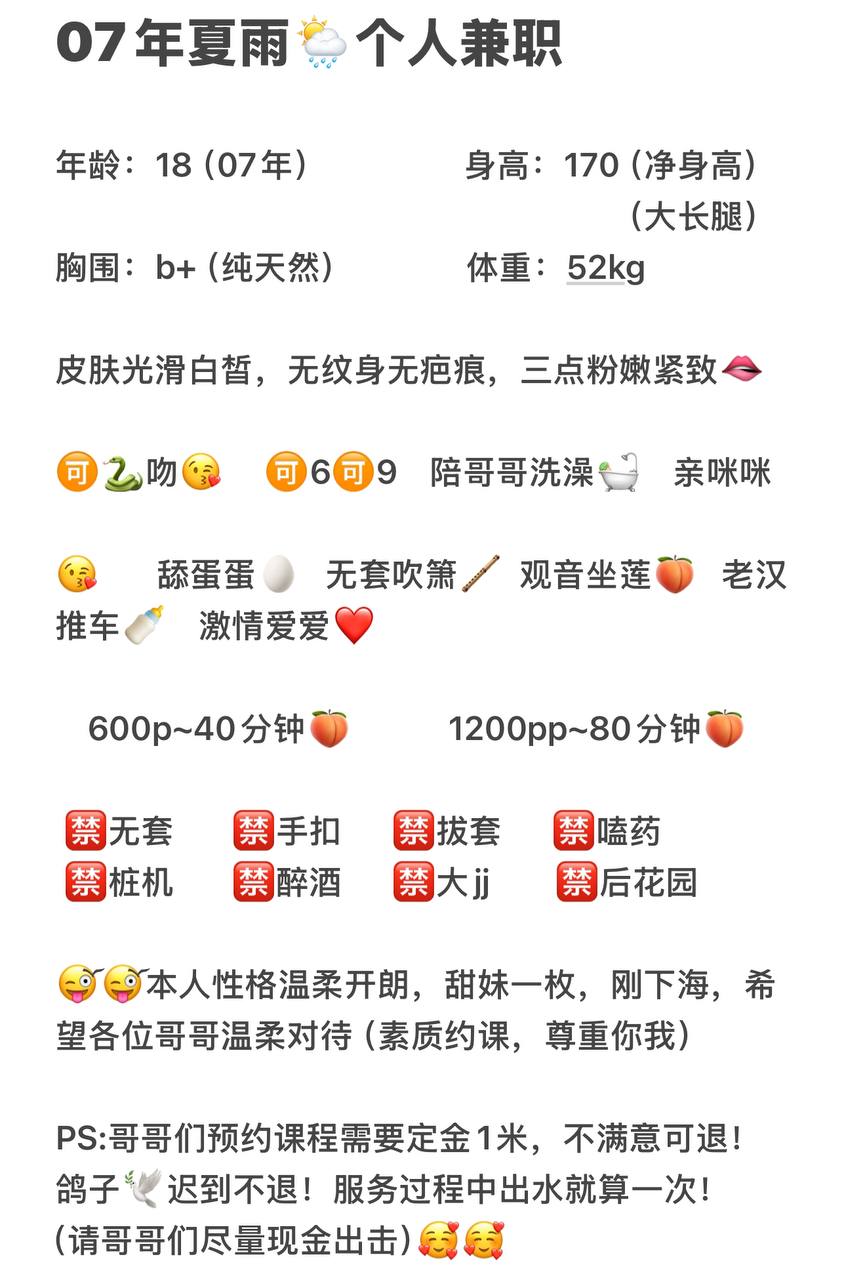 07年夏雨🌦️个人兼职
年龄：18（07年） 身高：170（净身高）
（大长腿）
胸围：b+（纯天然） 体重：52kg
皮肤光滑白皙，无纹身无疤痕，三点粉嫩紧致👄
🉑🐍吻😘 🉑6🉑9 陪哥哥洗澡🛀 亲咪咪
😘 舔蛋蛋🥚 无套吹箫🪈 观音坐莲🍑 老汉
推车🍼 激情爱爱❤️
600p~40分钟🍑 1200pp~80分钟🍑
🈲无套 🈲手扣 🈲拔套 🈲嗑药
🈲桩机 🈲醉酒 🈲大jj 🈲后花园
😜😜本人性格温柔开朗，甜妹一枚，刚下海，希
望各位哥哥温柔对待（素质约课，尊重你我）
PS:哥哥们预约课程需要定金1米，不满意可退！
鸽子🕊️迟到不退！服务过程中出水就算一次！
（请哥哥们尽量现金出击）🥰🥰